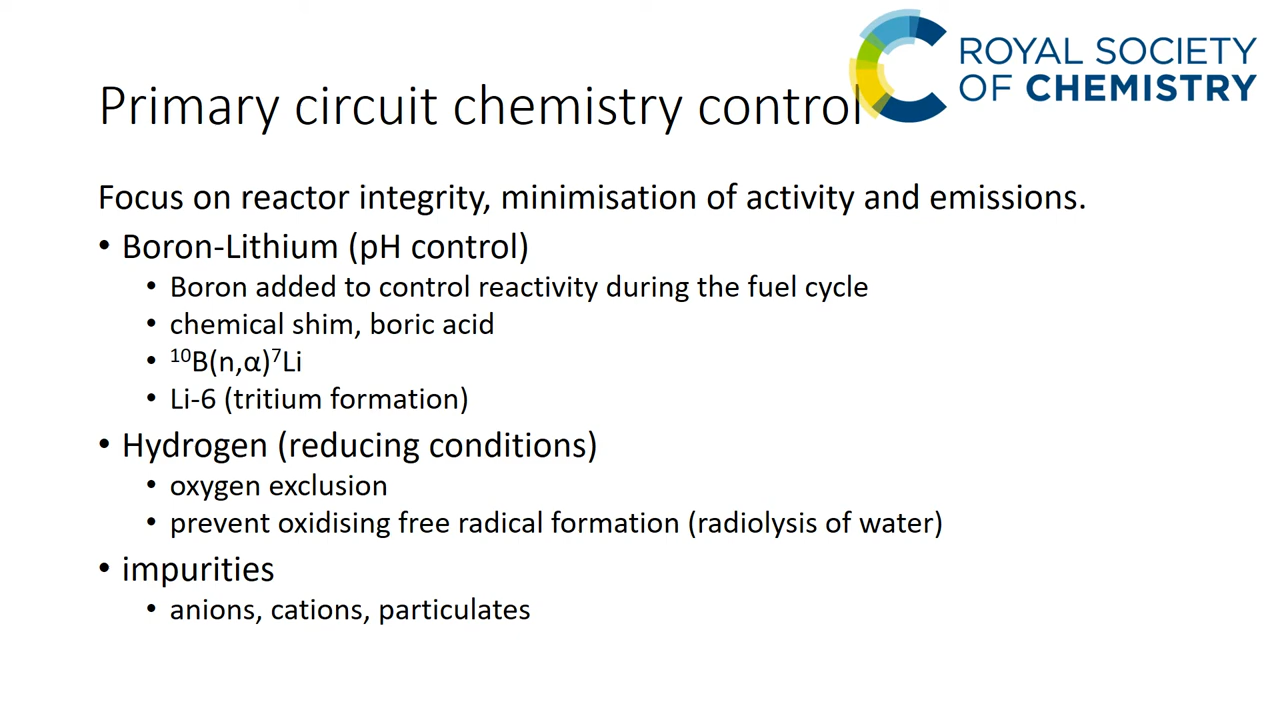 ROYAL SOCIETY
OF CHEMISTRY
Primary circuit chemistry control
Focus on reactor integrity, minimisation of activity and emissions.
• Boron-Lithium (pH control)
• Boron added to control reactivity during the fuel cycle
• chemical shim, boric acid
• ¹⁰B(n,α)⁷Li
• Li-6 (tritium formation)
• Hydrogen (reducing conditions)
• oxygen exclusion
• prevent oxidising free radical formation (radiolysis of water)
• impurities
• anions, cations, particulates